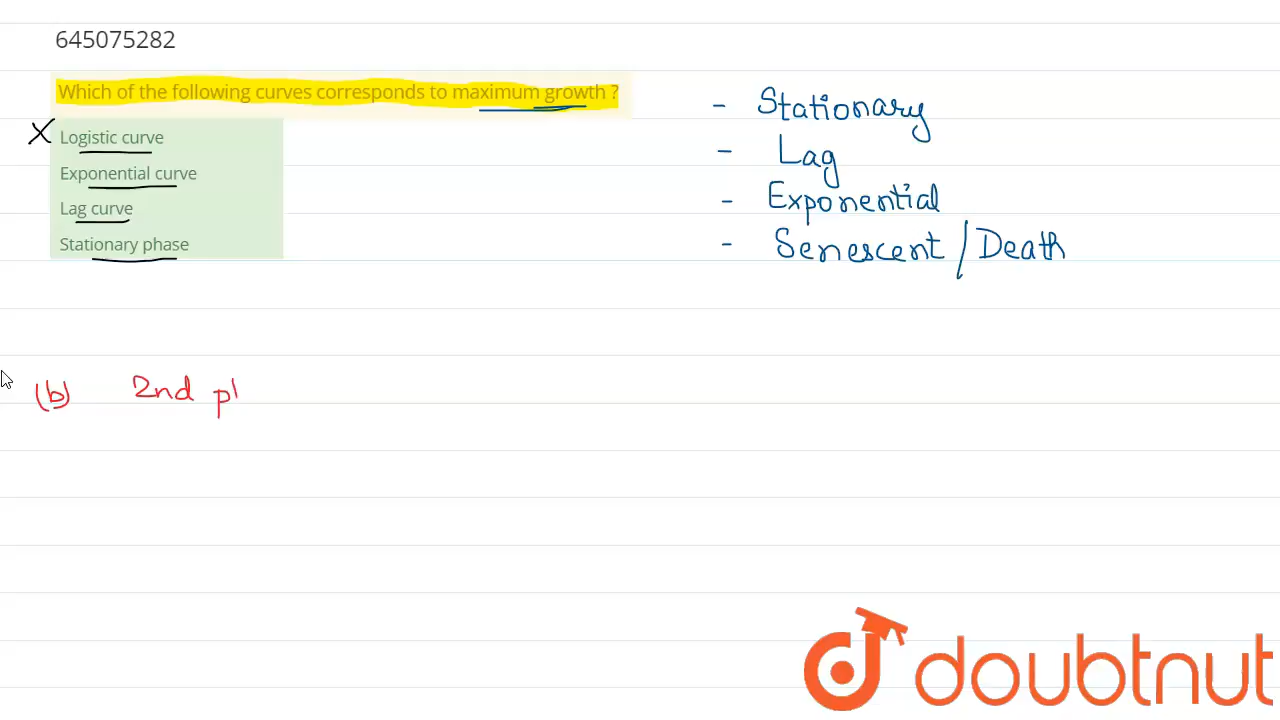 645075282
Which of the following curves corresponds to maximum growth ?
Logistic curve
Exponential curve
Lag curve
Stationary phase
- Stationary
- Lag
- Exponential
- Senescent / Death
(b) 2nd pl
doubtnut